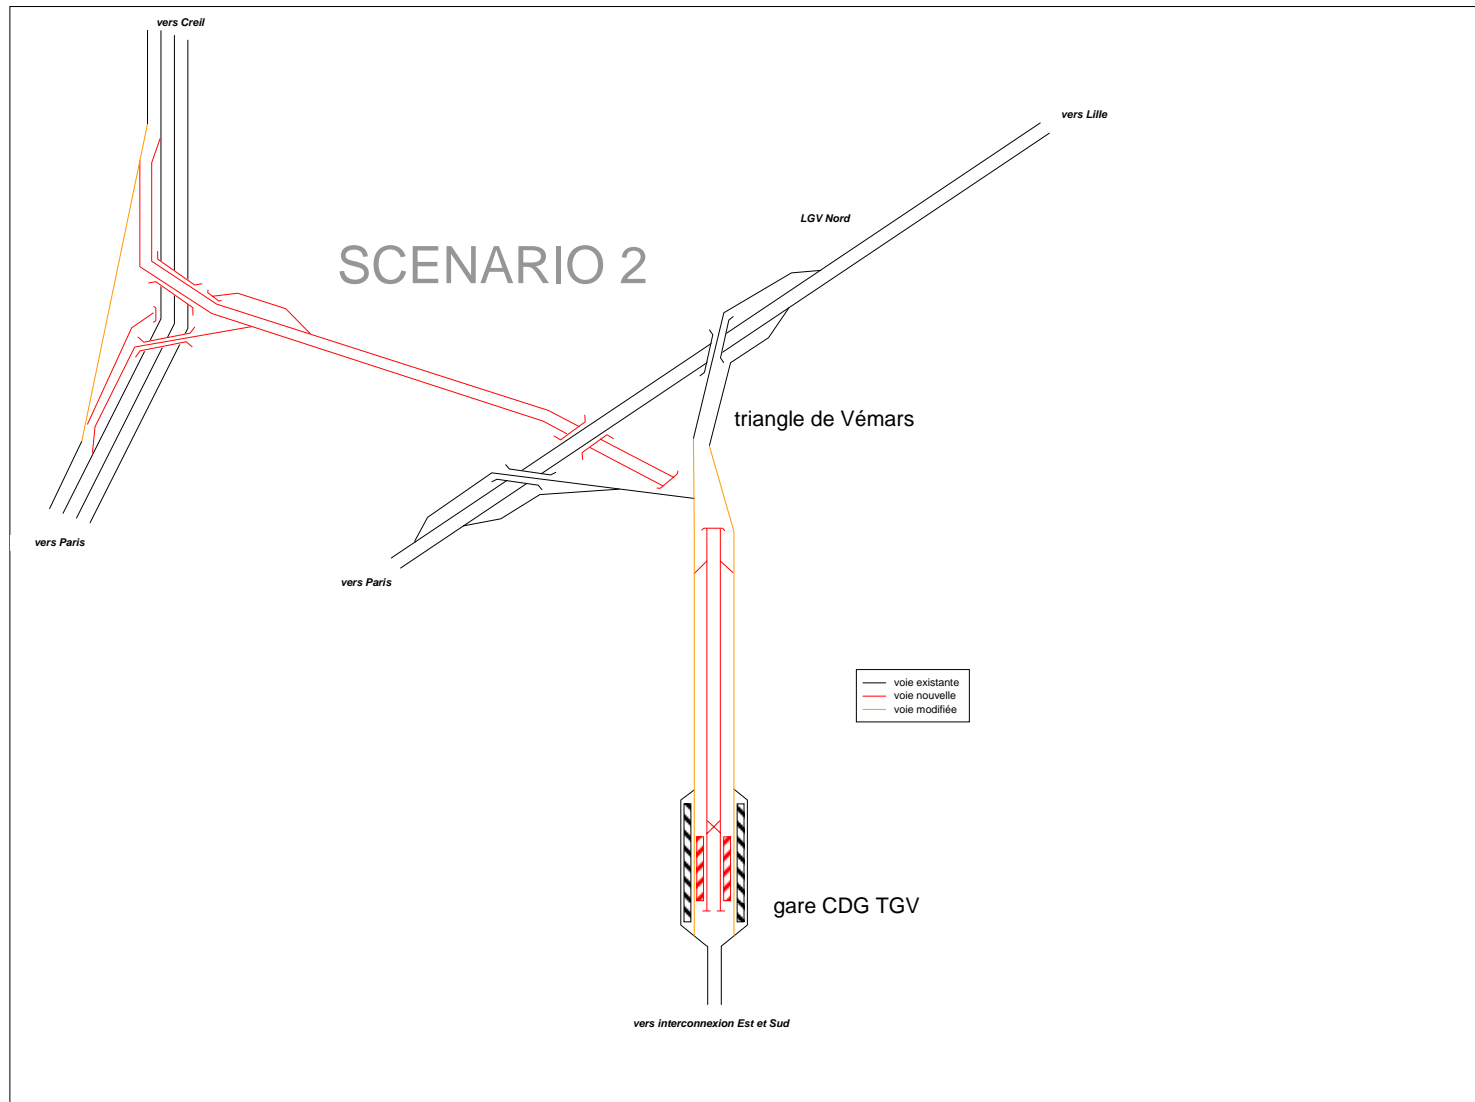 vers Creil
vers Lille
LGV Nord
SCENARIO 2
triangle de Vémars
vers Paris
vers Paris
voie existante
voie nouvelle
voie modifiée
gare CDG TGV
vers interconnexion Est et Sud